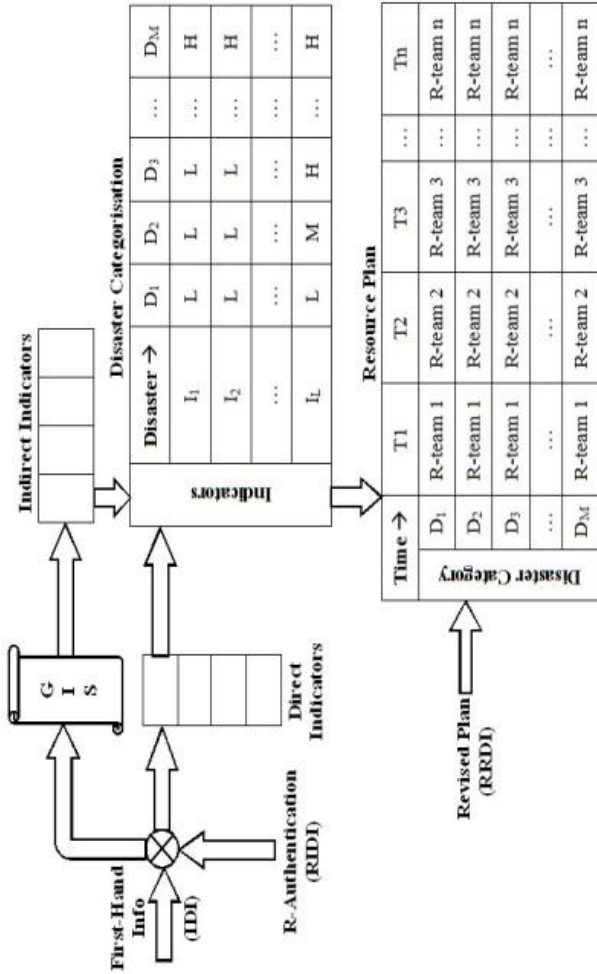 First-Hand
Info
(IDI)
R-Authentication
(RIDI)
G
I
S
Direct
Indicators
Indirect Indicators
Disaster Categorisation
Indicators
Disaster → D1 D2 D3 … DM
I1 L L L … H
I2 L L L … H
… … … … … …
IL L M H … H
Revised Plan
(RRDI)
Resource Plan
Time → T1 T2 T3 … Tn
Disaster Category
D1 R-team 1 R-team 2 R-team 3 … R-team n
D2 R-team 1 R-team 2 R-team 3 … R-team n
D3 R-team 1 R-team 2 R-team 3 … R-team n
… … … … … …
DM R-team 1 R-team 2 R-team 3 … R-team n